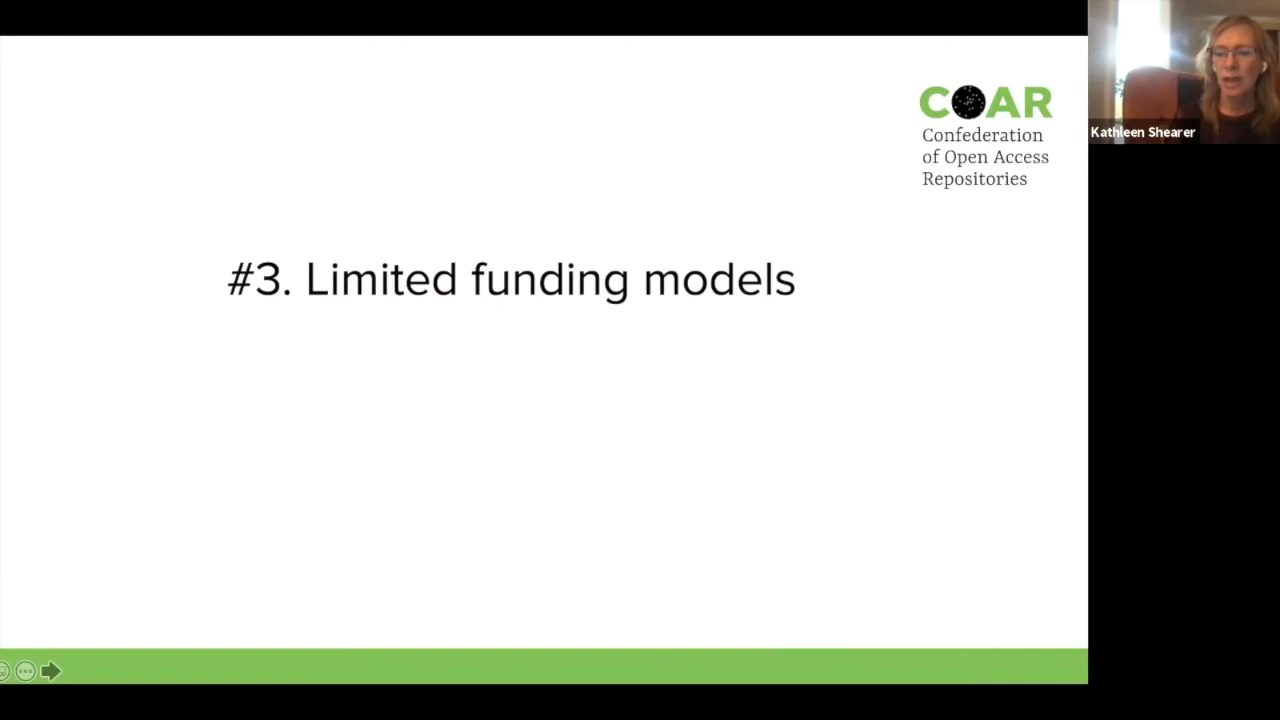 COAR
Confederation
of Open Access
Repositories
Kathleen Shearer
#3. Limited funding models